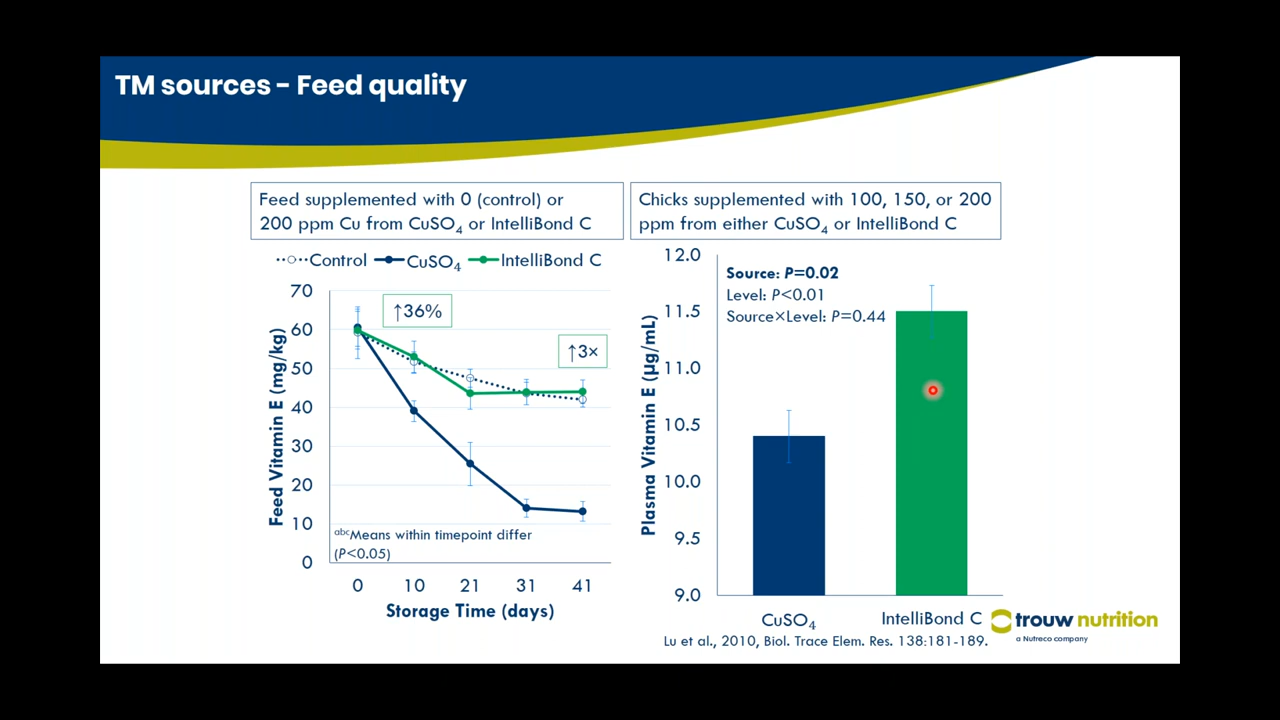 TM sources – Feed quality
Feed supplemented with 0 (control) or
200 ppm Cu from CuSO₄ or IntelliBond C
Control
CuSO₄
IntelliBond C
70
60
50
40
30
20
10
0
Feed Vitamin E (mg/kg)
↑36%
↑3×
ᵃᵇᶜMeans within timepoint differ
(P<0.05)
0 10 21 31 41
Storage Time (days)
Chicks supplemented with 100, 150, or 200
ppm from either CuSO₄ or IntelliBond C
12.0
11.5
11.0
10.5
10.0
9.5
9.0
Plasma Vitamin E (µg/mL)
Source: P=0.02
Level: P<0.01
Source×Level: P=0.44
CuSO₄
IntelliBond C
Lu et al., 2010, Biol. Trace Elem. Res. 138:181-189.
trouw nutrition
a Nutreco company